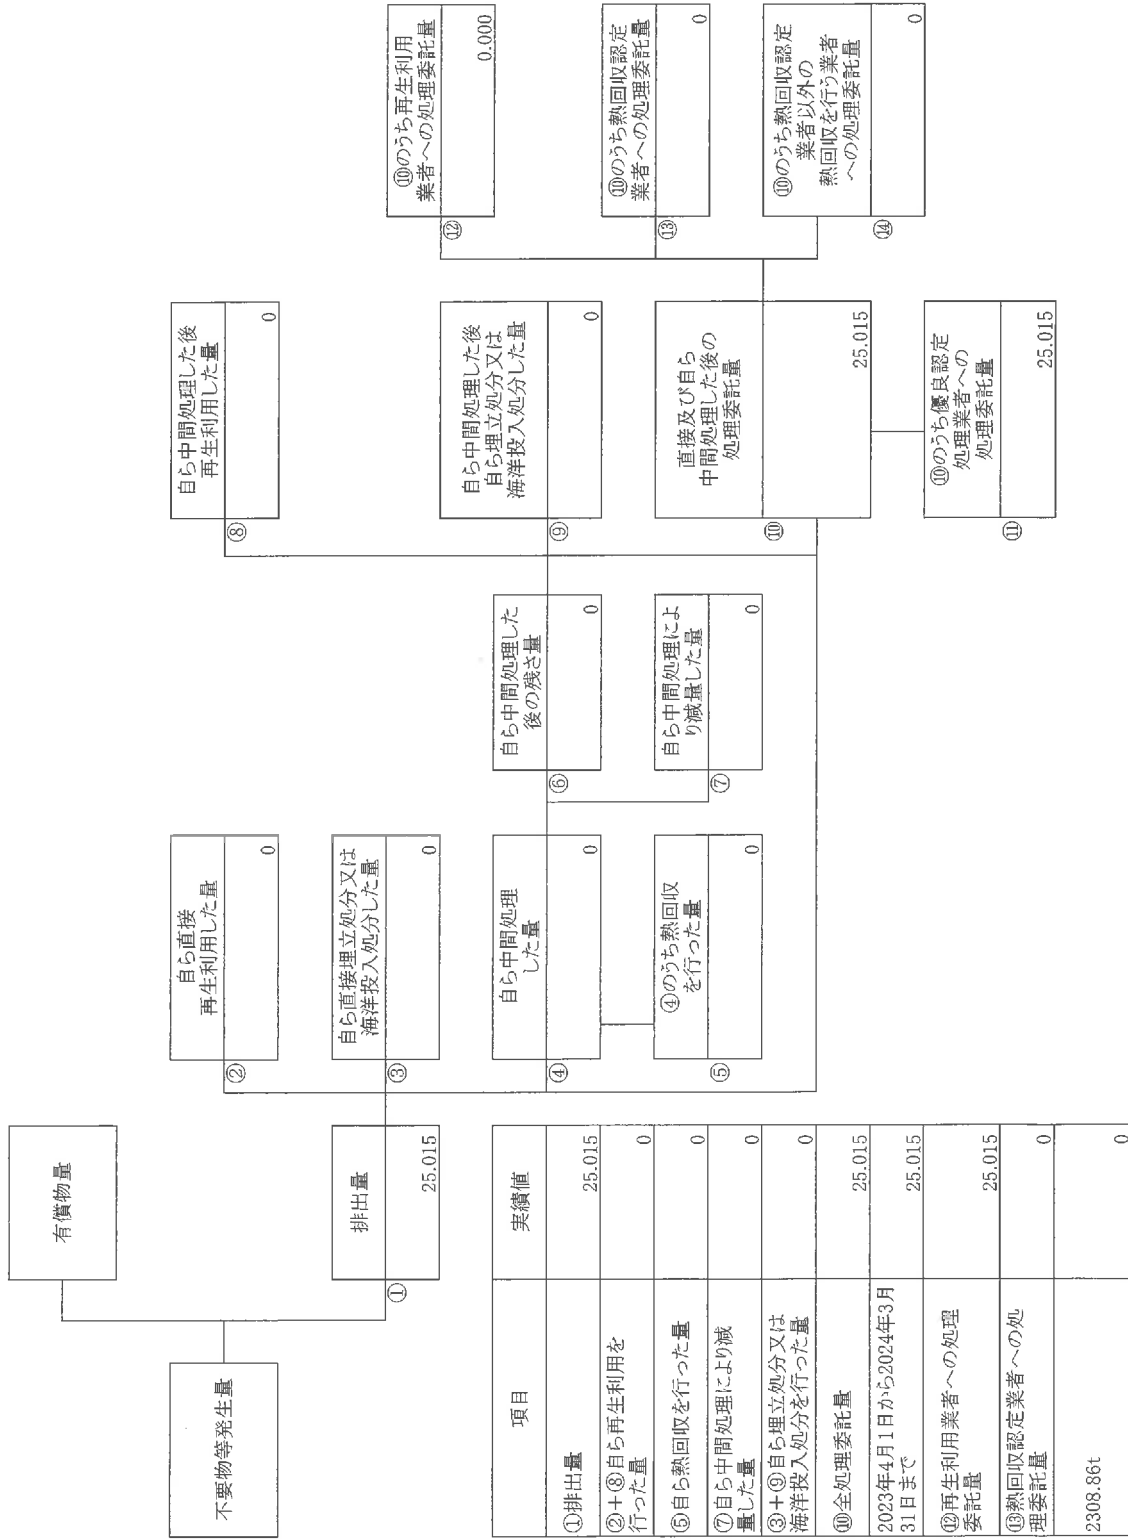 不要物等発生量
有償物量
①
排出量
25.015
②
自ら直接
再生利用した量
0
③
自ら直接埋立処分又は
海洋投入処分した量
0
④
自ら中間処理
した量
0
⑤
④のうち熱回収
を行った量
0
⑥
自ら中間処理した
後の残さ量
0
⑦
自ら中間処理によ
り減量した量
0
⑧
自ら中間処理した後
再生利用した量
0
⑨
自ら中間処理した後
自ら埋立処分又は
海洋投入処分した量
0
⑩
直接及び自ら
中間処理した後の
処理委託量
25.015
⑪
⑩のうち優良認定
処理業者への
処理委託量
25.015
⑫
⑩のうち再生利用
業者への処理委託量
0.000
⑬
⑩のうち熱回収認定
業者への処理委託量
0
⑭
⑩のうち熱回収認定
業者以外の
熱回収を行う業者
への処理委託量
0
項目 実績値
①排出量 25.015
②+⑧自ら再生利用を
行った量 0
⑤自ら熱回収を行った量 0
⑦自ら中間処理により減
量した量 0
③+⑨自ら埋立処分又は
海洋投入処分を行った量 0
⑩全処理委託量 25.015
2023年4月1日から2024年3月
31日まで 25.015
⑫再生利用業者への処理
委託量 25.015
⑬熱回収認定業者への処
理委託量 0
2308.86t 0